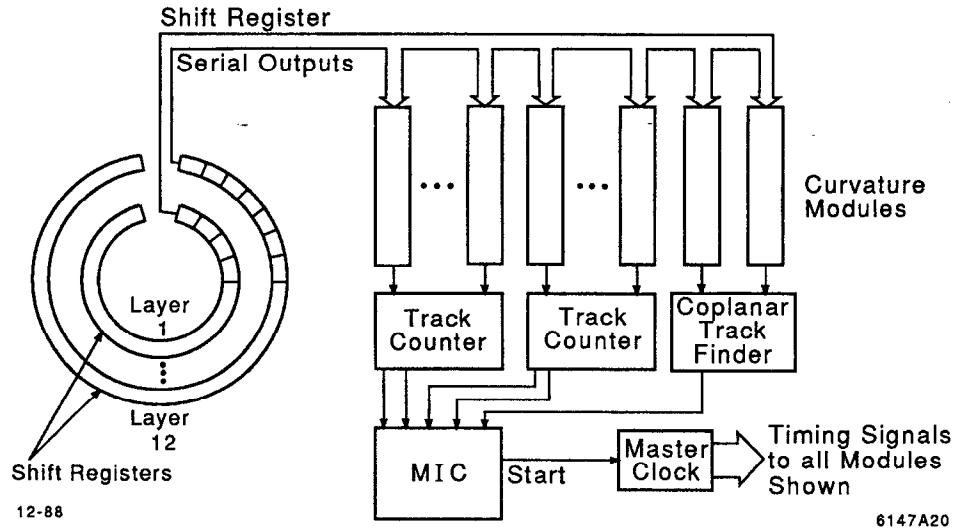 Shift Register
Serial Outputs
Curvature
Modules
Layer
1
Layer
12
Shift Registers
Track
Counter
Track
Counter
Coplanar
Track
Finder
MIC
Start
Master
Clock
Timing Signals
to all Modules
Shown
12-88
6147A20